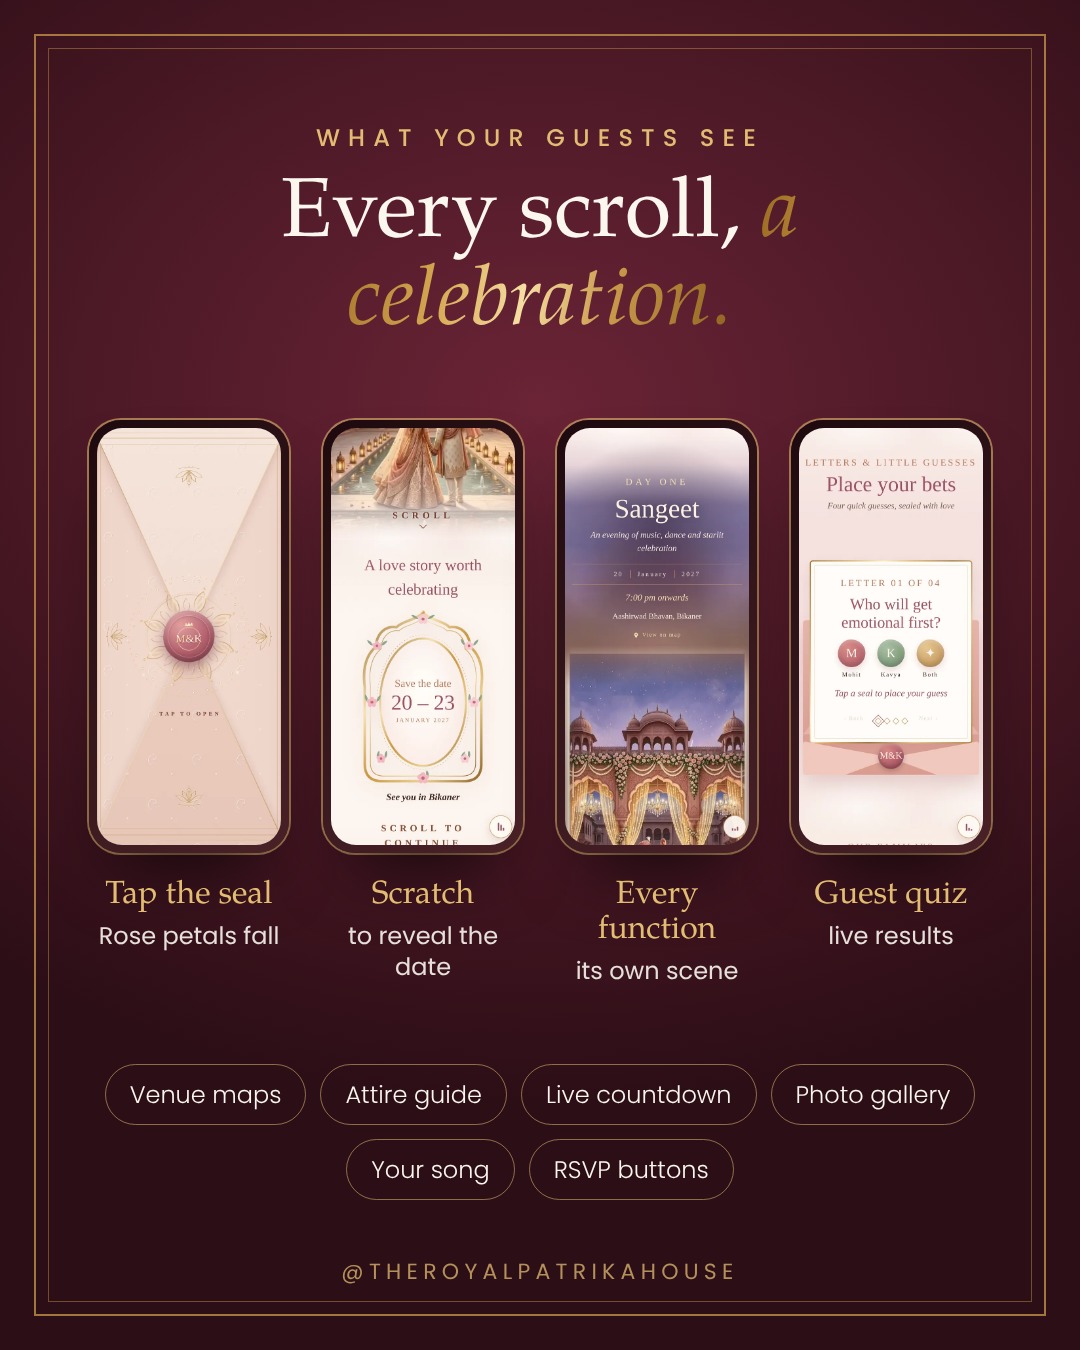 WHAT YOUR GUESTS SEE
Every scroll, a
celebration.
M&K
TAP TO OPEN
SCROLL
A love story worth
celebrating
Save the date
20 – 23
JANUARY 2027
See you in Bikaner
SCROLL TO
CONTINUE
DAY ONE
Sangeet
An evening of music, dance and starlit
celebration
20 | January | 2027
7:00 pm onwards
Aashirwad Bhavan, Bikaner
View on map
LETTERS & LITTLE GUESSES
Place your bets
Four quick guesses, sealed with love
LETTER 01 OF 04
Who will get
emotional first?
M K
Mohit Kavya Both
Tap a seal to place your guess
M&K
Tap the seal
Rose petals fall
Scratch
to reveal the
date
Every
function
its own scene
Guest quiz
live results
Venue maps Attire guide Live countdown Photo gallery
Your song RSVP buttons
@THEROYALPATRIKAHOUSE